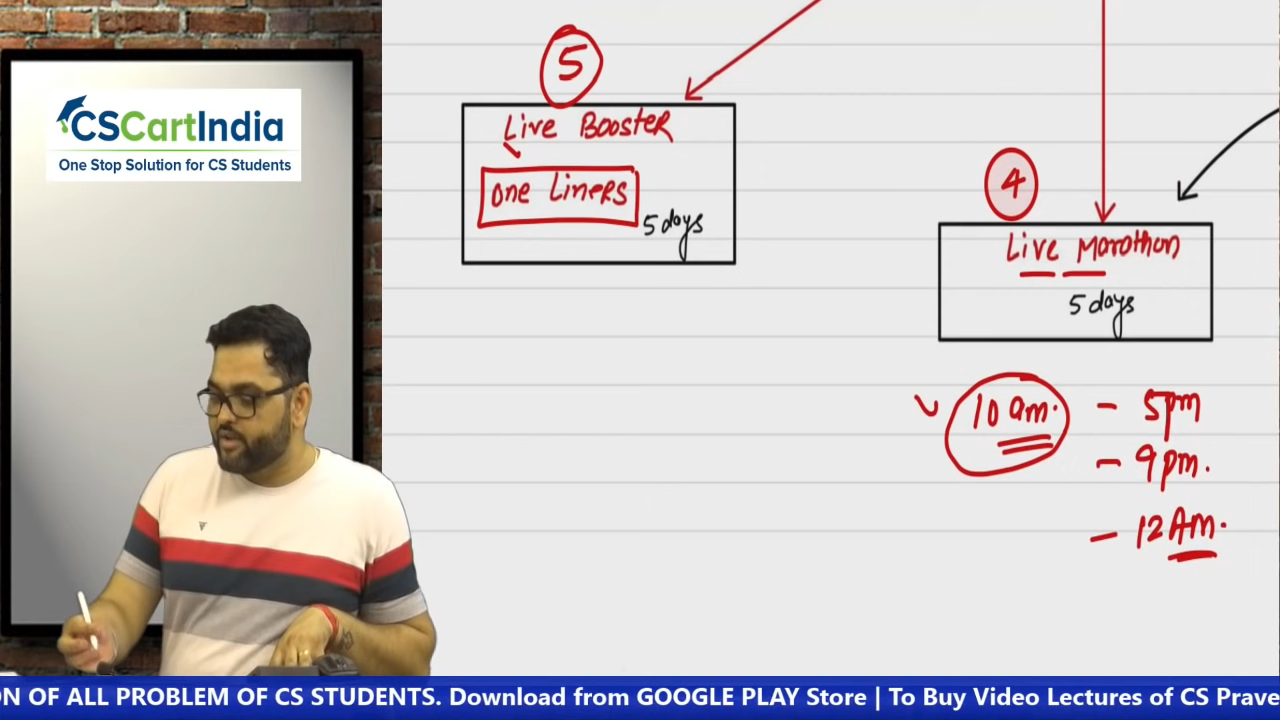 CSCartIndia
One Stop Solution for CS Students
5
Live Booster
One Liners
5 days
4
Live Marathon
5 days
10 am. - 5pm
- 9pm.
- 12 Am.
ON OF ALL PROBLEM OF CS STUDENTS. Download from GOOGLE PLAY Store | To Buy Video Lectures of CS Prave